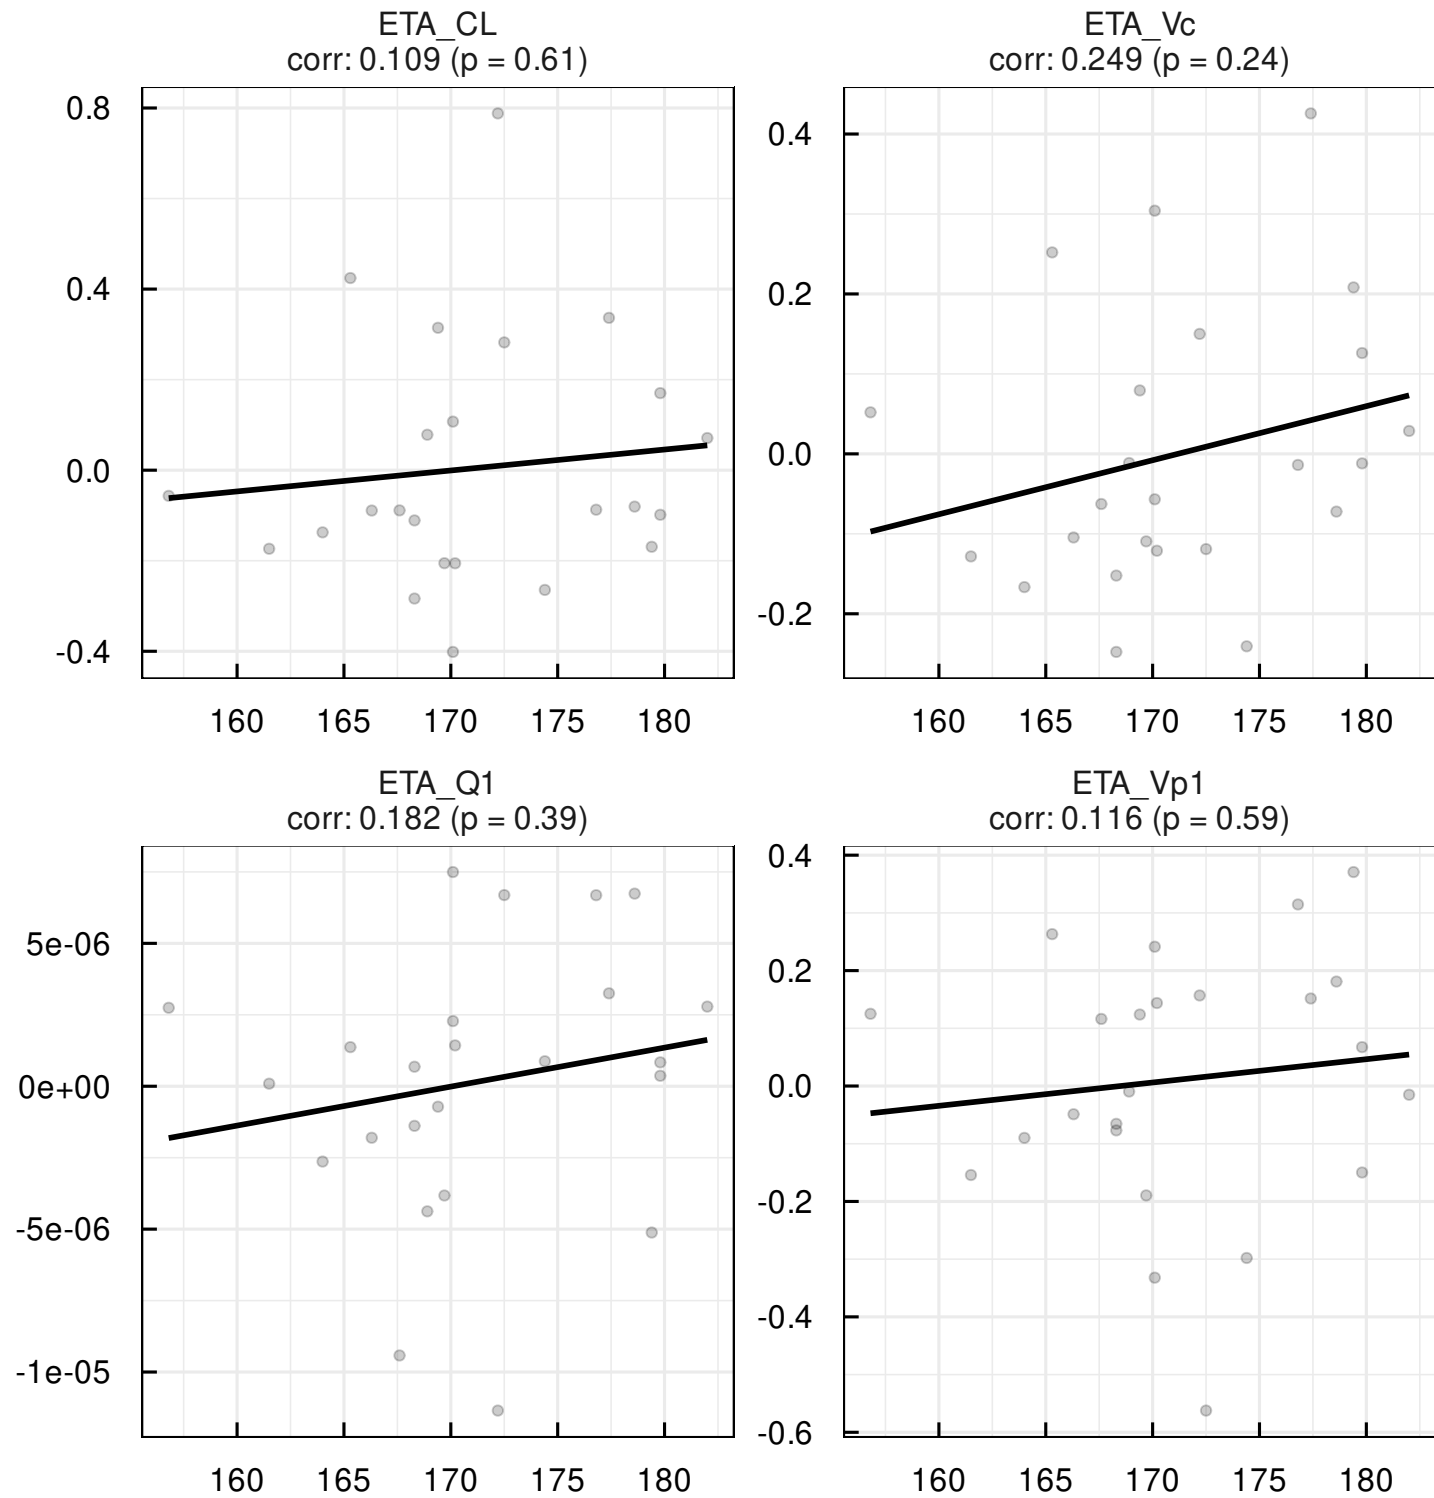 ETA_CL
corr: 0.109 (p = 0.61)
0.8
0.4
0.0
-0.4
160 165 170 175 180
ETA_Vc
corr: 0.249 (p = 0.24)
0.4
0.2
0.0
-0.2
160 165 170 175 180
ETA_Q1
corr: 0.182 (p = 0.39)
5e-06
0e+00
-5e-06
-1e-05
160 165 170 175 180
ETA_Vp1
corr: 0.116 (p = 0.59)
0.4
0.2
0.0
-0.2
-0.4
-0.6
160 165 170 175 180